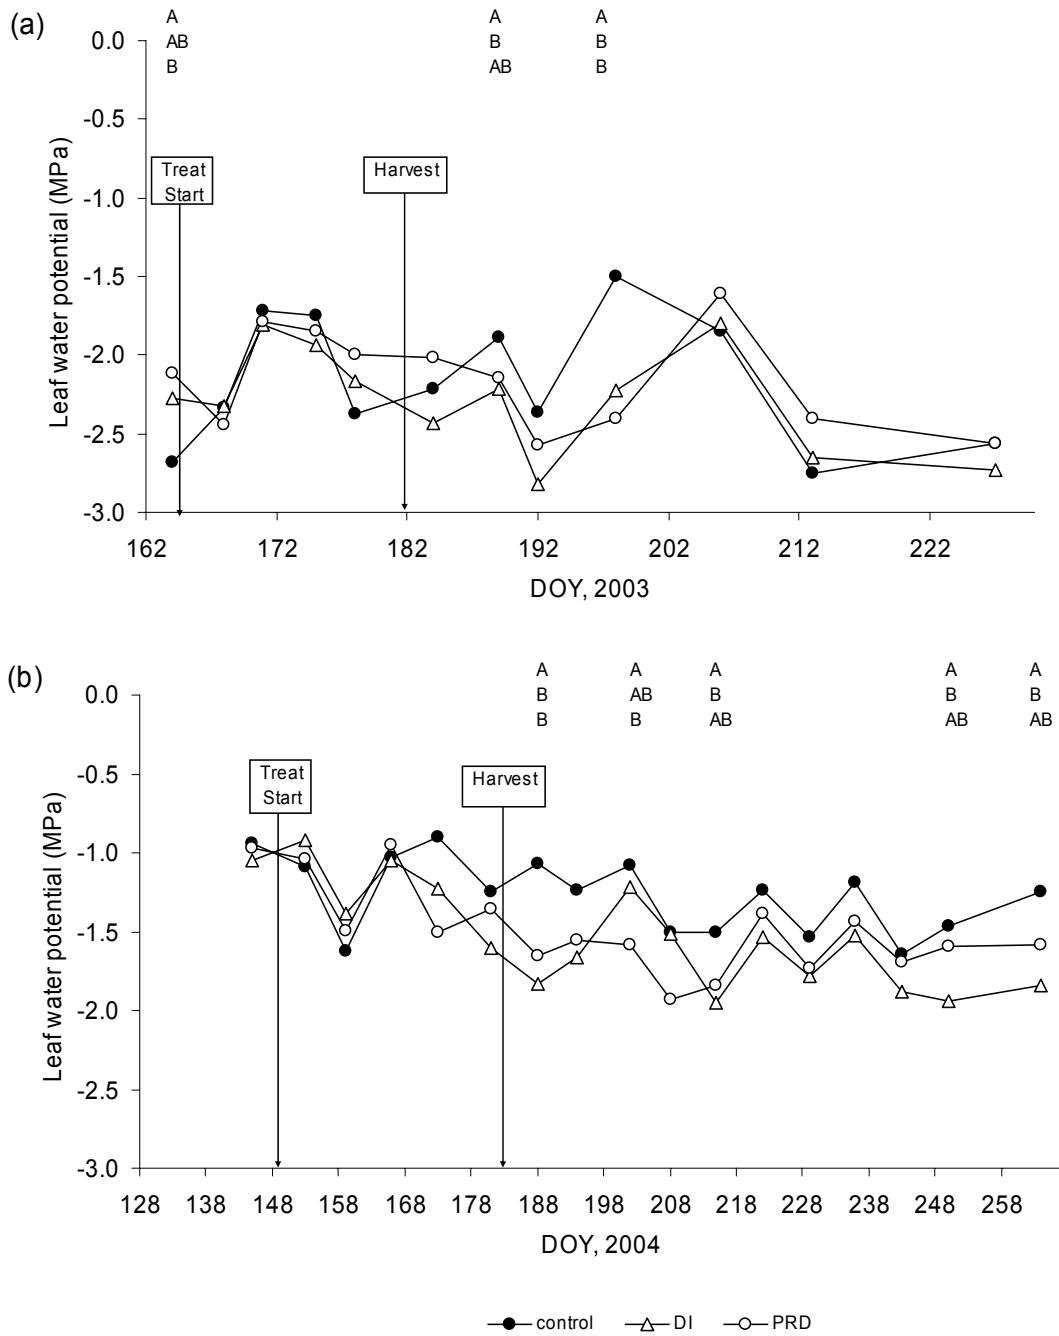 (a)
A A A
AB B B
B AB B
0.0
-0.5
-1.0
-1.5
-2.0
-2.5
-3.0
Leaf water potential (MPa)
Treat
Start
Harvest
162 172 182 192 202 212 222
DOY, 2003
(b)
A A A A A
B AB B B B
B B AB AB AB
0.0
-0.5
-1.0
-1.5
-2.0
-2.5
-3.0
Leaf water potential (MPa)
Treat
Start
Harvest
128 138 148 158 168 178 188 198 208 218 228 238 248 258
DOY, 2004
control DI PRD